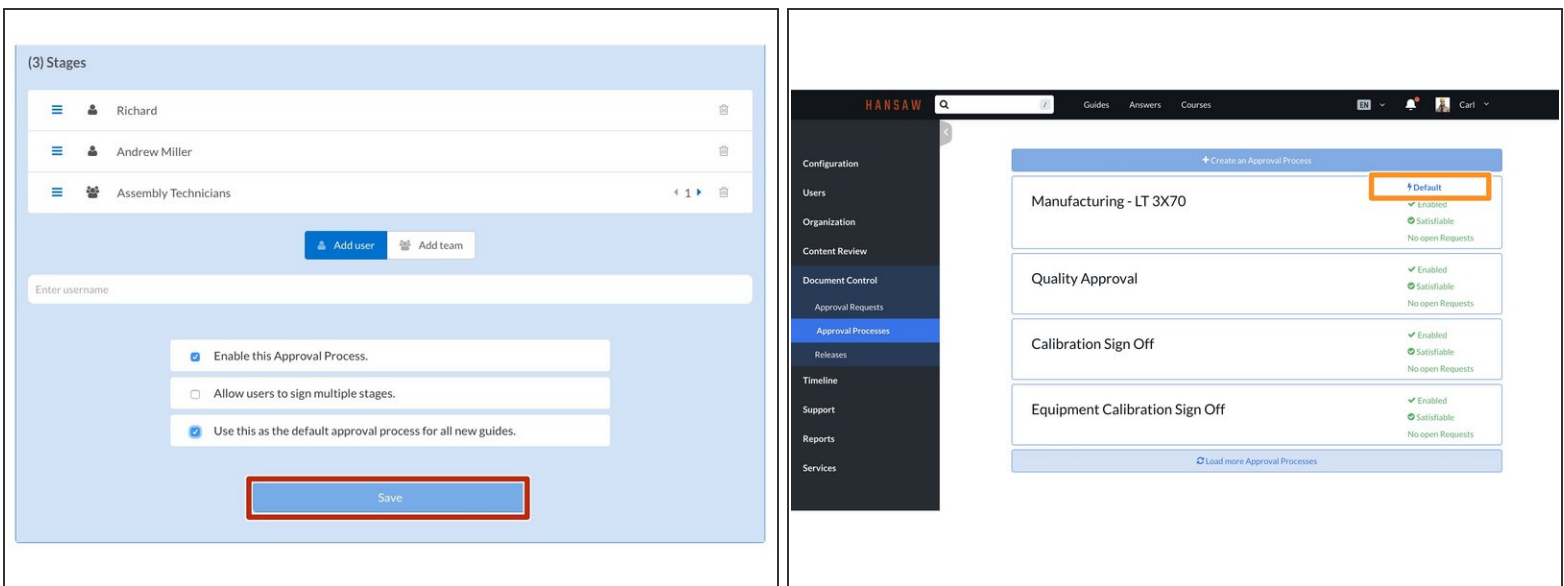 (3) Stages
Richard
Andrew Miller
Assembly Technicians 1
Add user Add team
Enter username
Enable this Approval Process.
Allow users to sign multiple stages.
Use this as the default approval process for all new guides.
Save
HANSAW / Guides Answers Courses EN Carl
Configuration
Users
Organization
Content Review
Document Control
Approval Requests
Approval Processes
Releases
Timeline
Support
Reports
Services
+ Create an Approval Process
Manufacturing - LT 3X70
Default
Enabled
Satisfiable
No open Requests
Quality Approval
Enabled
Satisfiable
No open Requests
Calibration Sign Off
Enabled
Satisfiable
No open Requests
Equipment Calibration Sign Off
Enabled
Satisfiable
No open Requests
Load more Approval Processes